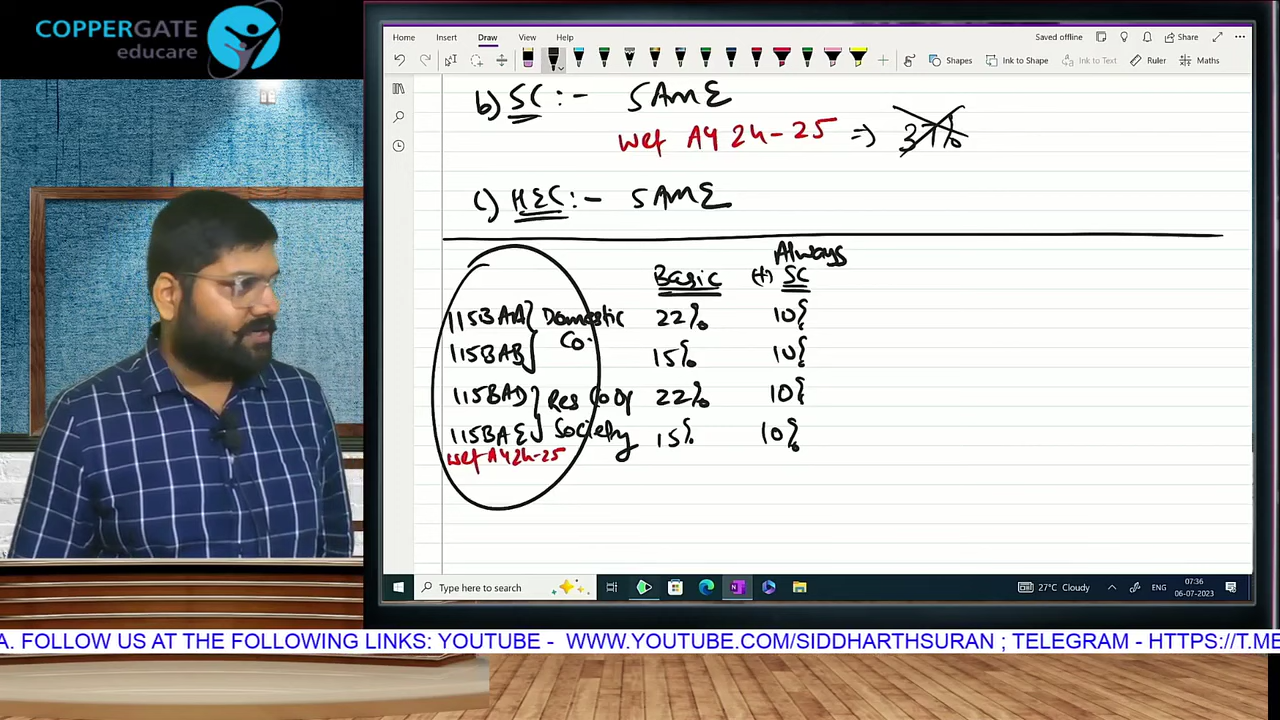 COPPERGATE
educare
Home Insert Draw View Help
Saved offline
Share
Shapes
Ink to Shape
Ink to Text
Ruler
Maths
b) SC :- SAME
wef AY 24-25 => 37%
c) HEC :- SAME
Always
Basic (+) SC
115BAA } Domestic 22% 10%
115BAB } Co. 15% 10%
115BAD } Res Coop 22% 10%
115BAE } Society 15% 10%
wef AY 24-25
Type here to search
27°C Cloudy
ENG
07:36
06-07-2023
A. FOLLOW US AT THE FOLLOWING LINKS: YOUTUBE - WWW.YOUTUBE.COM/SIDDHARTHSURAN ; TELEGRAM - HTTPS://T.ME